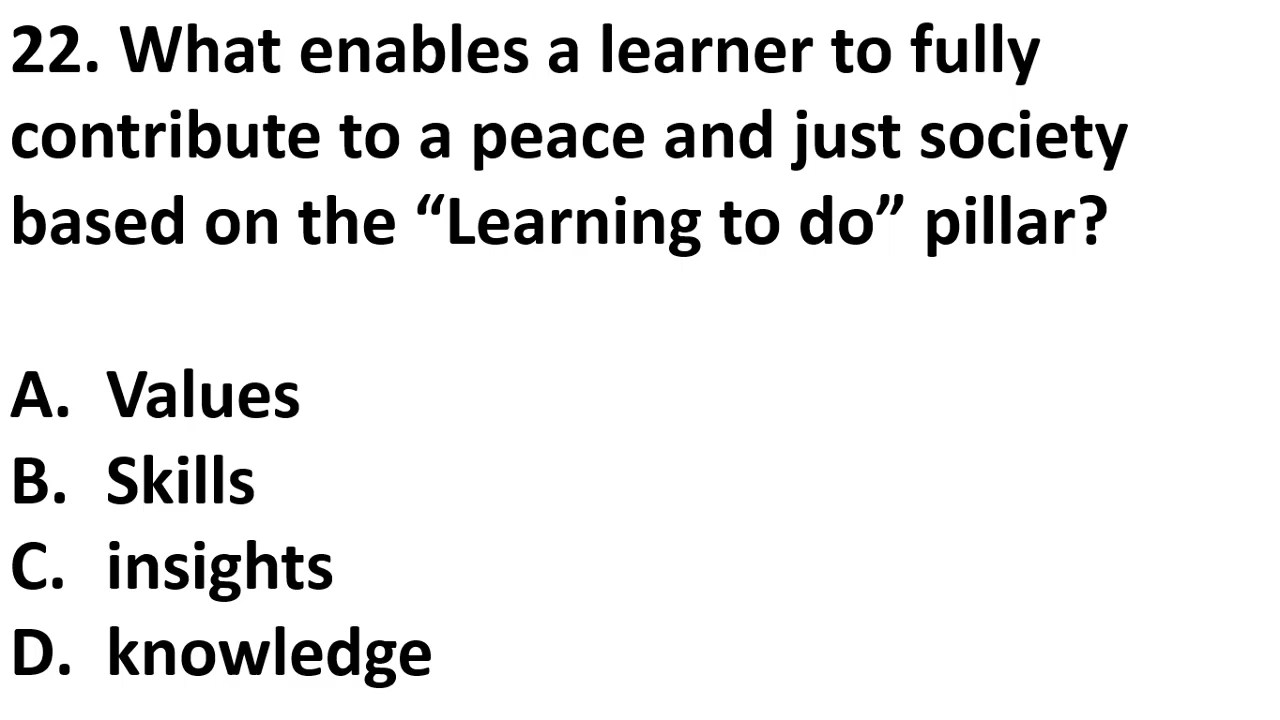 22. What enables a learner to fully
contribute to a peace and just society
based on the “Learning to do” pillar?
A. Values
B. Skills
C. insights
D. knowledge